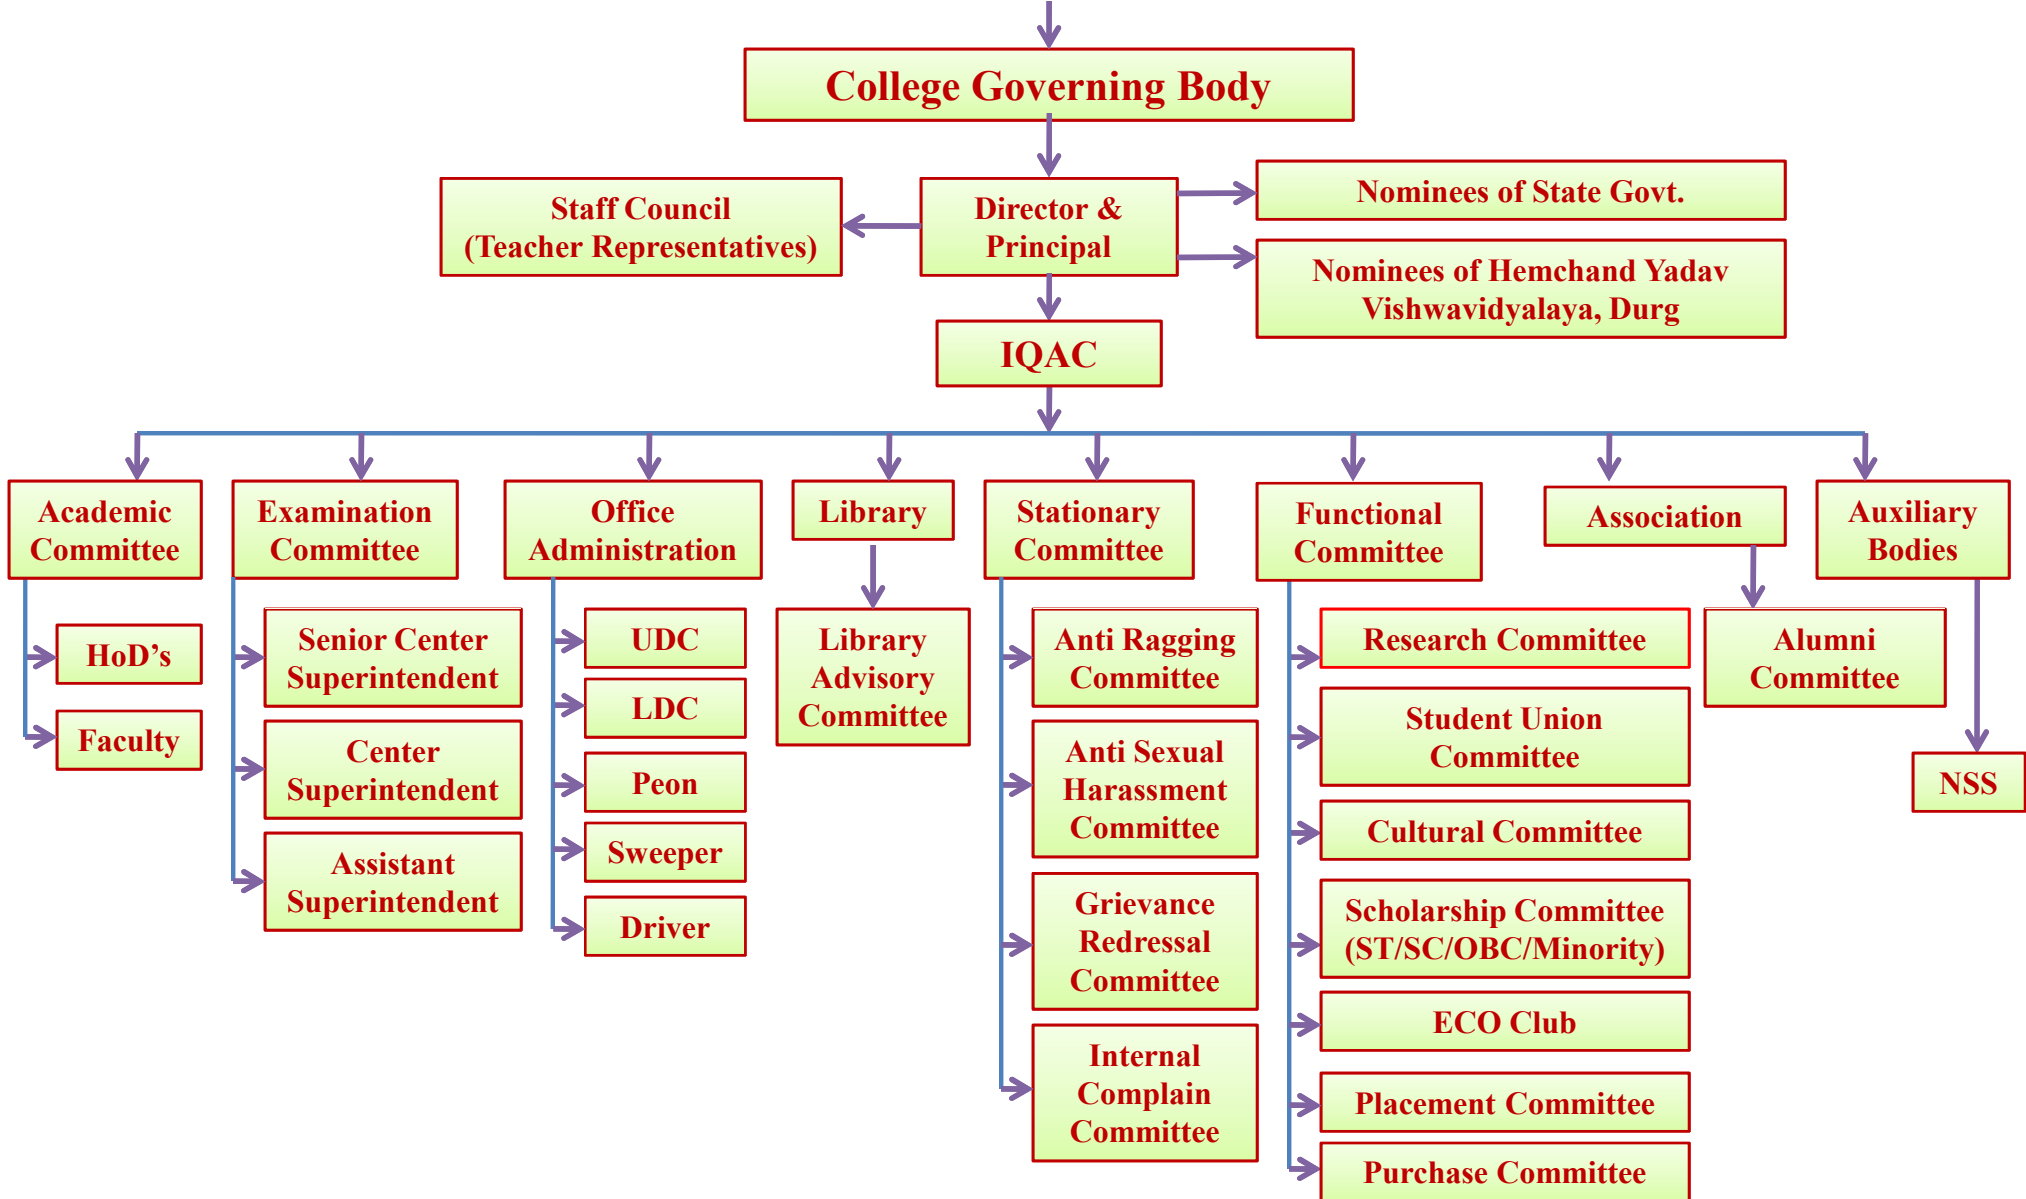 College Governing Body
Staff Council
(Teacher Representatives)
Director &
Principal
Nominees of State Govt.
Nominees of Hemchand Yadav
Vishwavidyalaya, Durg
IQAC
Academic
Committee
HoD’s
Faculty
Examination
Committee
Senior Center
Superintendent
Center
Superintendent
Assistant
Superintendent
Office
Administration
UDC
LDC
Peon
Sweeper
Driver
Library
Library
Advisory
Committee
Stationary
Committee
Anti Ragging
Committee
Anti Sexual
Harassment
Committee
Grievance
Redressal
Committee
Internal
Complain
Committee
Functional
Committee
Research Committee
Student Union
Committee
Cultural Committee
Scholarship Committee
(ST/SC/OBC/Minority)
ECO Club
Placement Committee
Purchase Committee
Association
Alumni
Committee
Auxiliary
Bodies
NSS